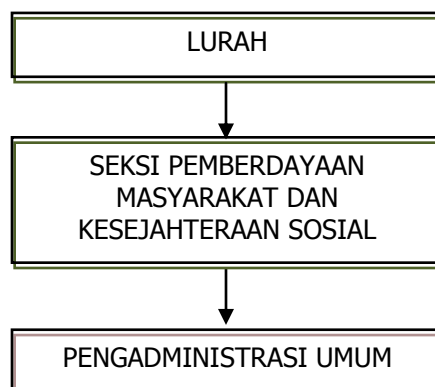 LURAH
SEKSI PEMBERDAYAAN
MASYARAKAT DAN
KESEJAHTERAAN SOSIAL
PENGADMINISTRASI UMUM